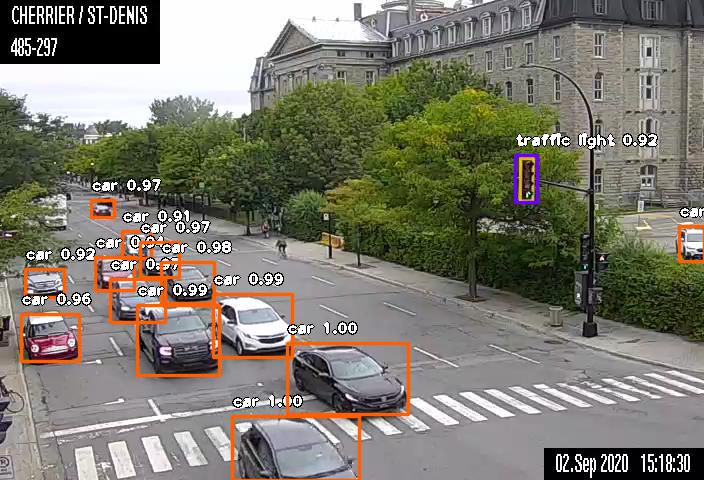 CHERRIER / ST-DENIS
485-297
traffic light 0.92
car 0.97
car
car 0.91
car 0.97
car 0.98
car 0.92
car 0.99
car 0.96
car 0.99
car 1.00
car 1.00
02.Sep 2020 15:18:30